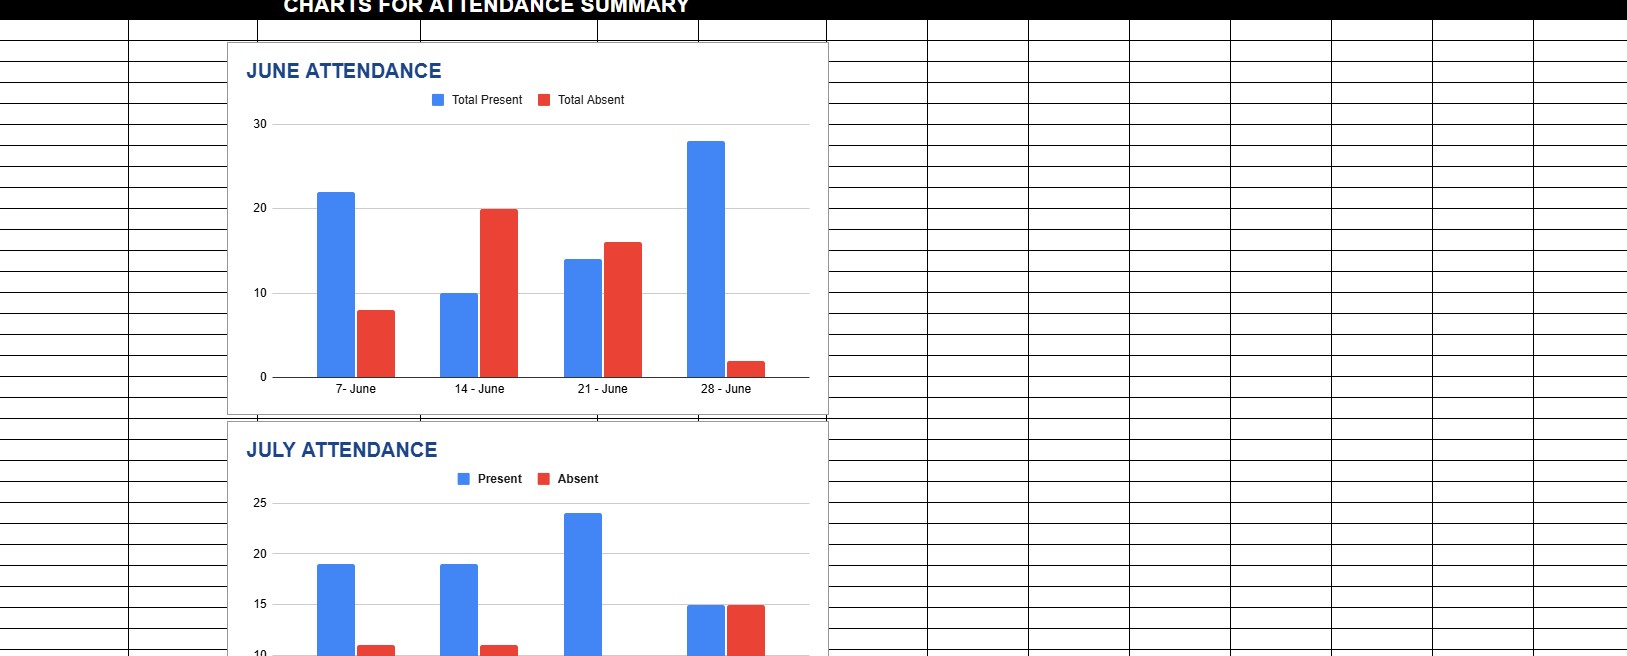 CHARTS FOR ATTENDANCE SUMMARY
JUNE ATTENDANCE
Total Present Total Absent
30
20
10
0
7- June 14 - June 21 - June 28 - June
JULY ATTENDANCE
Present Absent
25
20
15
10